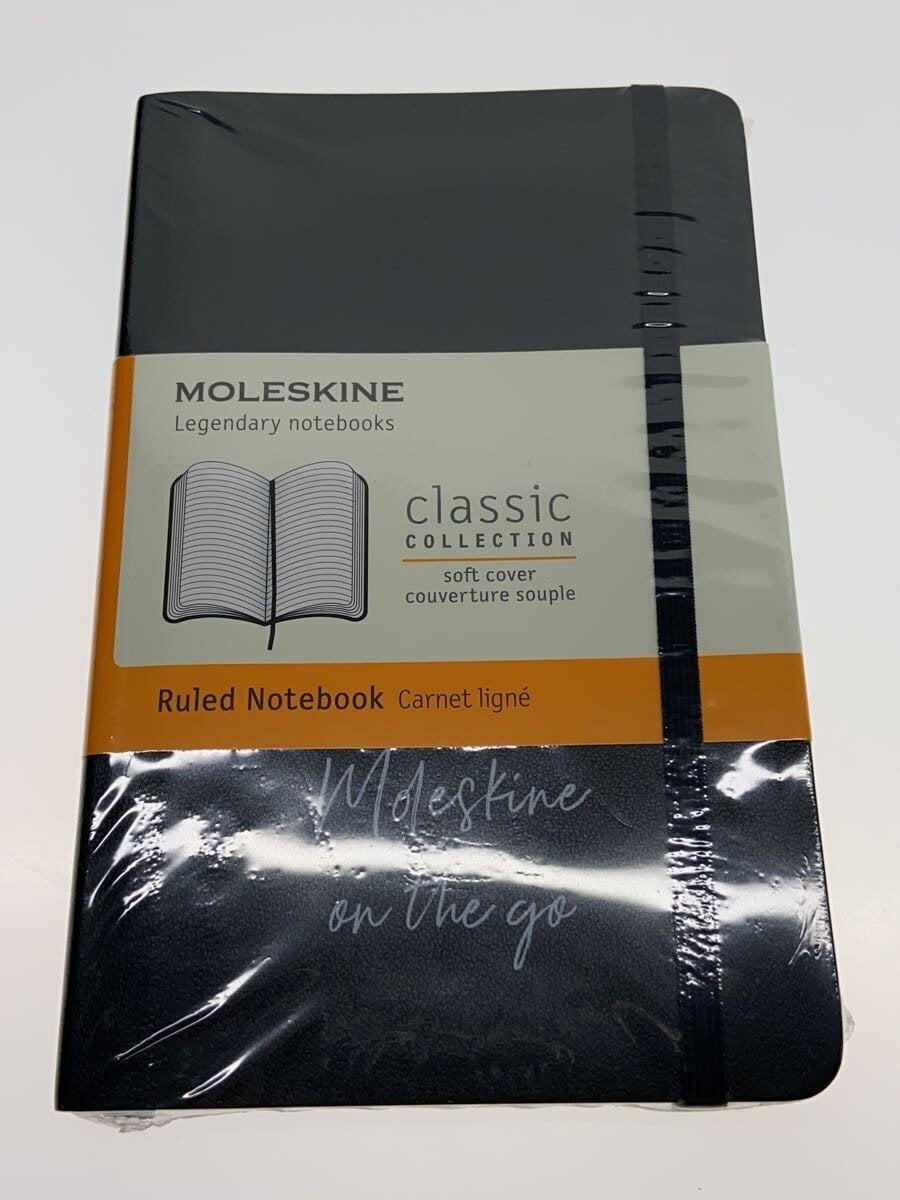 MOLESKINE
Legendary notebooks
classic
COLLECTION
soft cover
couverture souple
Ruled Notebook Carnet ligné
Moleskine
on the go